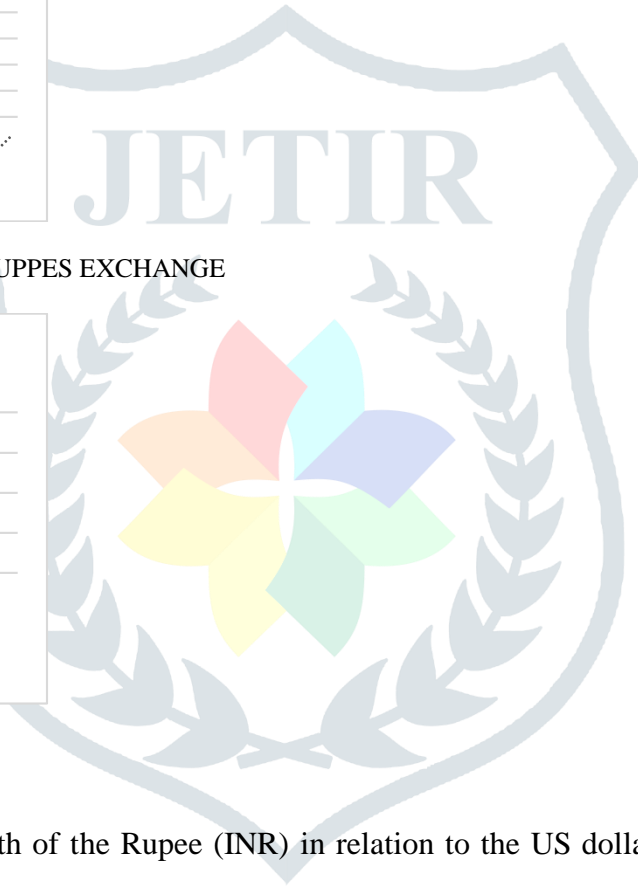 JETIR
UPPES EXCHANGE
th of the Rupee (INR) in relation to the US dolla